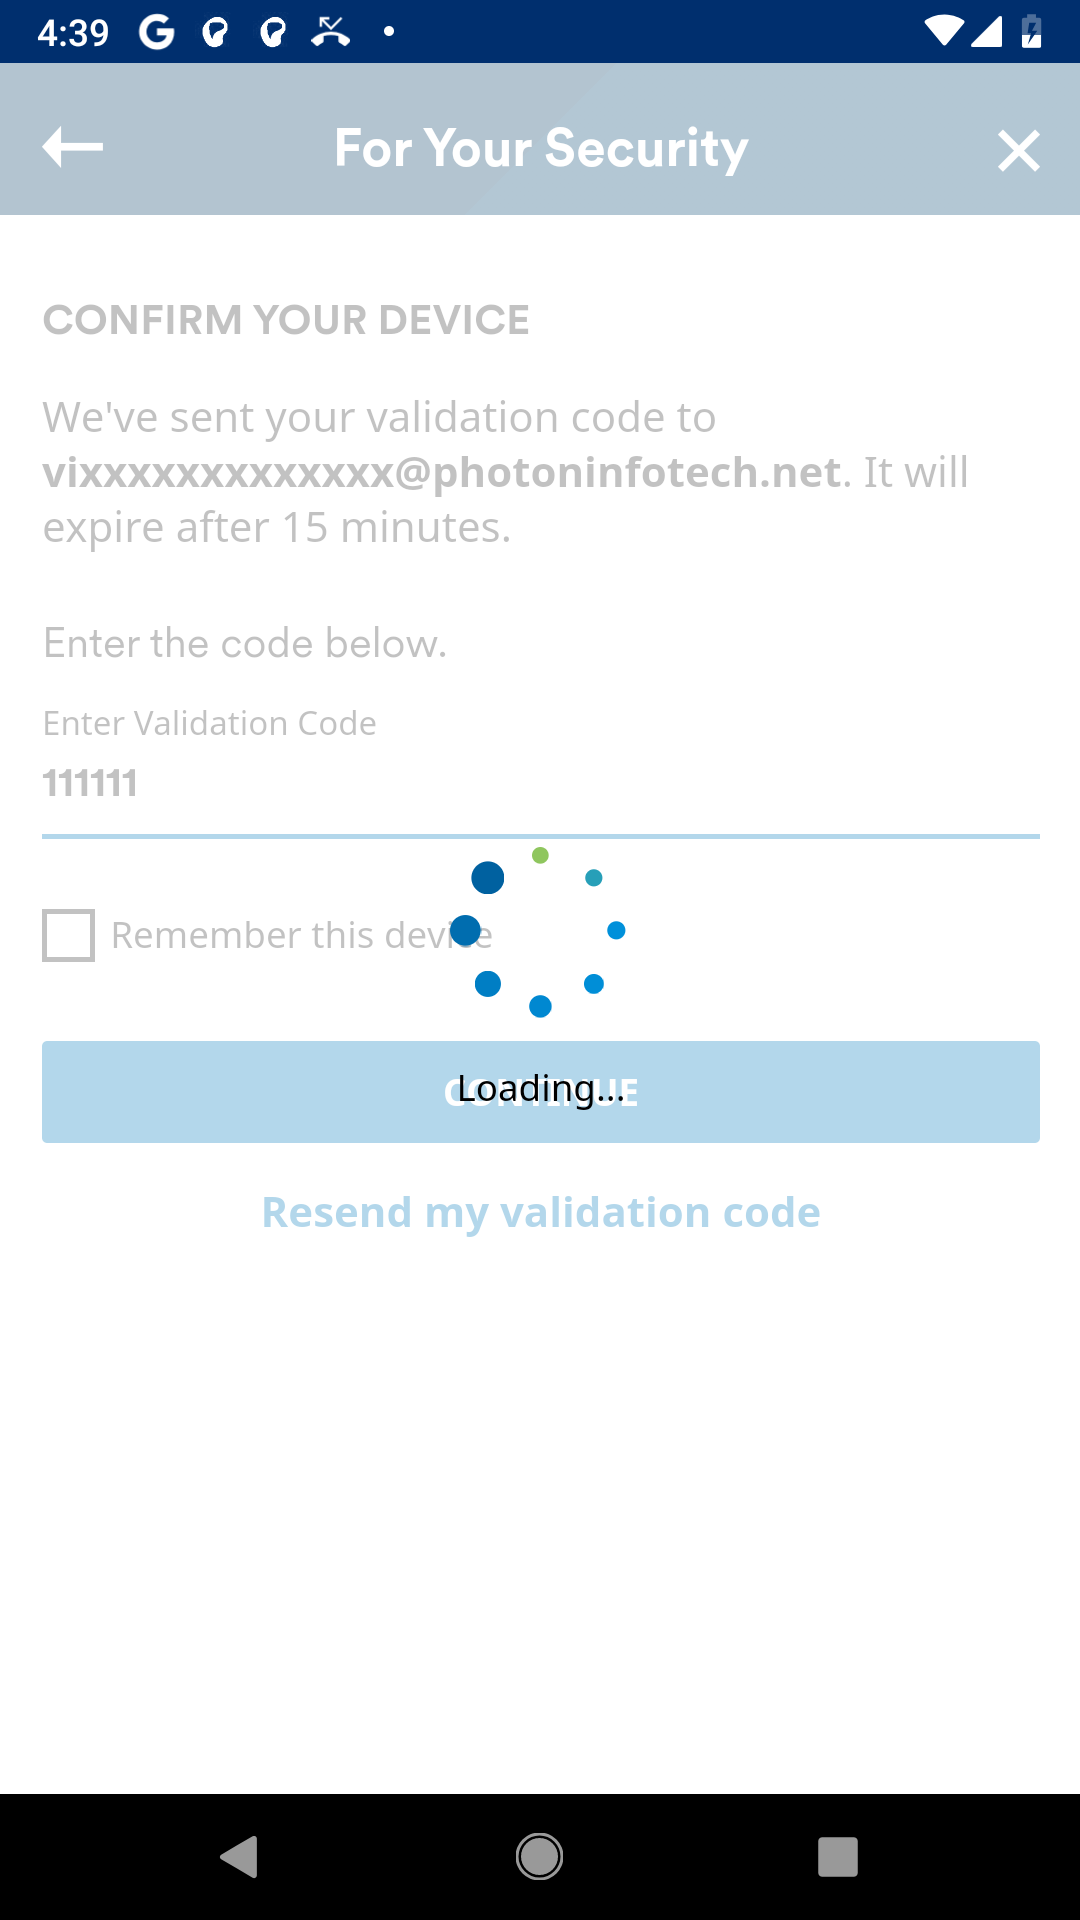 4:39
For Your Security
CONFIRM YOUR DEVICE
We've sent your validation code to
vixxxxxxxxxxxxx@photoninfotech.net. It will
expire after 15 minutes.
Enter the code below.
Enter Validation Code
111111
Remember this device
CONTINUE
Loading...
Resend my validation code